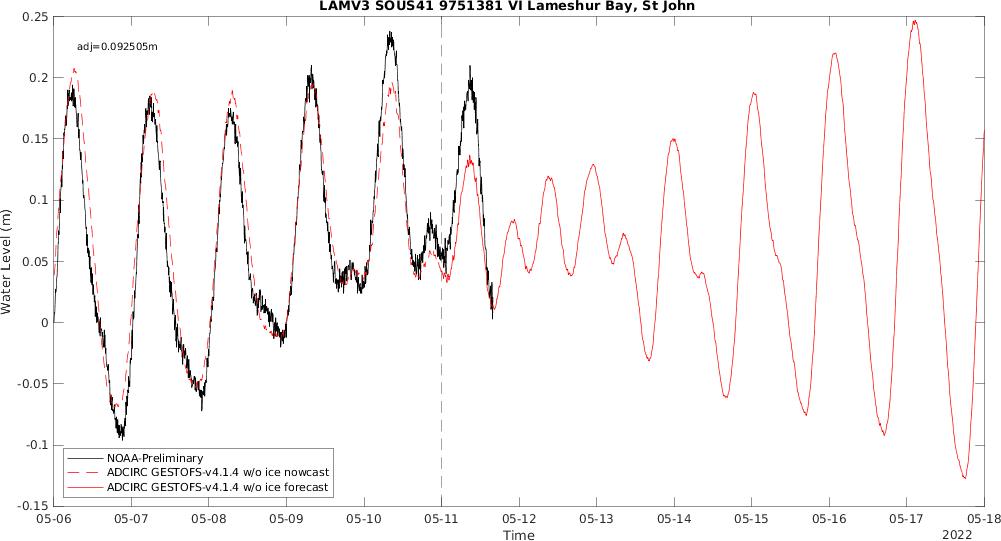 LAMV3 SOUS41 9751381 VI Lameshur Bay, St John
0.25
adj=0.092505m
0.2
0.15
0.1
0.05
0
-0.05
-0.1
-0.15
Water Level (m)
NOAA-Preliminary
ADCIRC GESTOFS-v4.1.4 w/o ice nowcast
ADCIRC GESTOFS-v4.1.4 w/o ice forecast
05-06 05-07 05-08 05-09 05-10 05-11 05-12 05-13 05-14 05-15 05-16 05-17 05-18
Time
2022